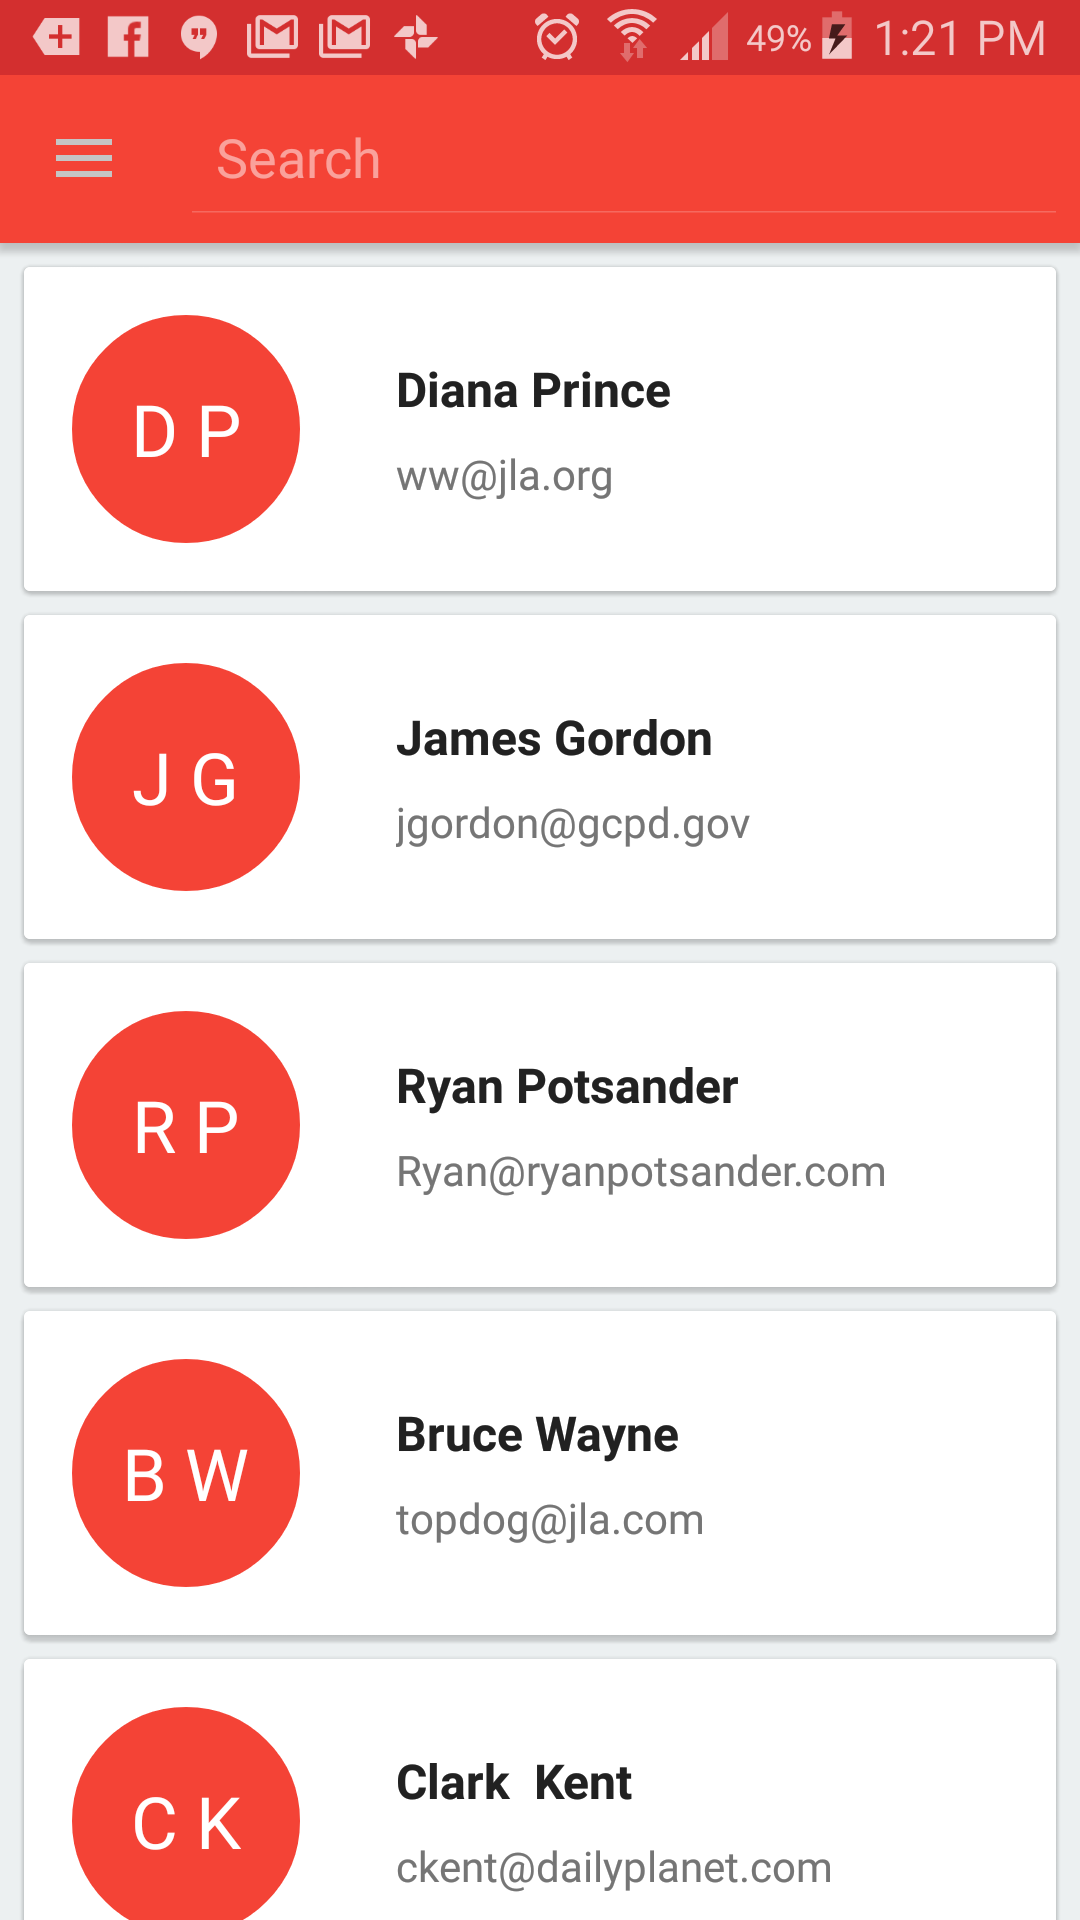 49% 1:21 PM
Search
D P
Diana Prince
ww@jla.org
J G
James Gordon
jgordon@gcpd.gov
R P
Ryan Potsander
Ryan@ryanpotsander.com
B W
Bruce Wayne
topdog@jla.com
C K
Clark  Kent
ckent@dailyplanet.com